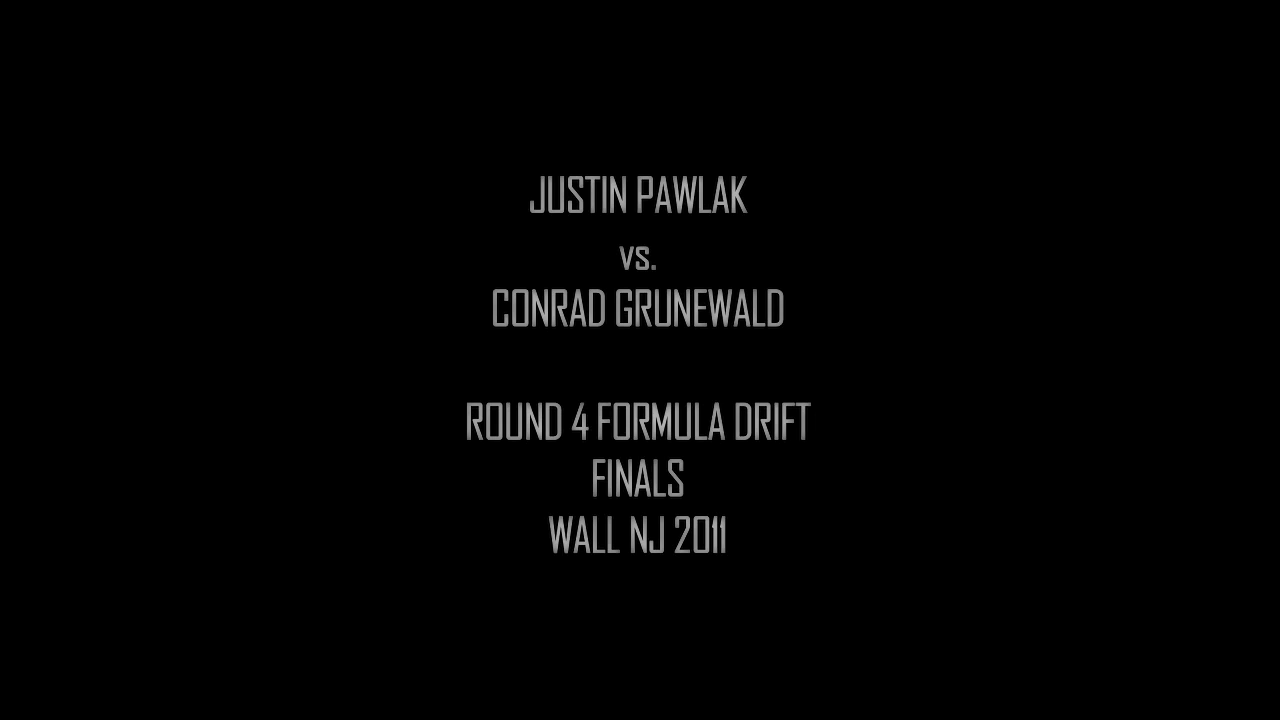 JUSTIN PAWLAK
vs.
CONRAD GRUNEWALD
ROUND 4 FORMULA DRIFT
FINALS
WALL NJ 2011